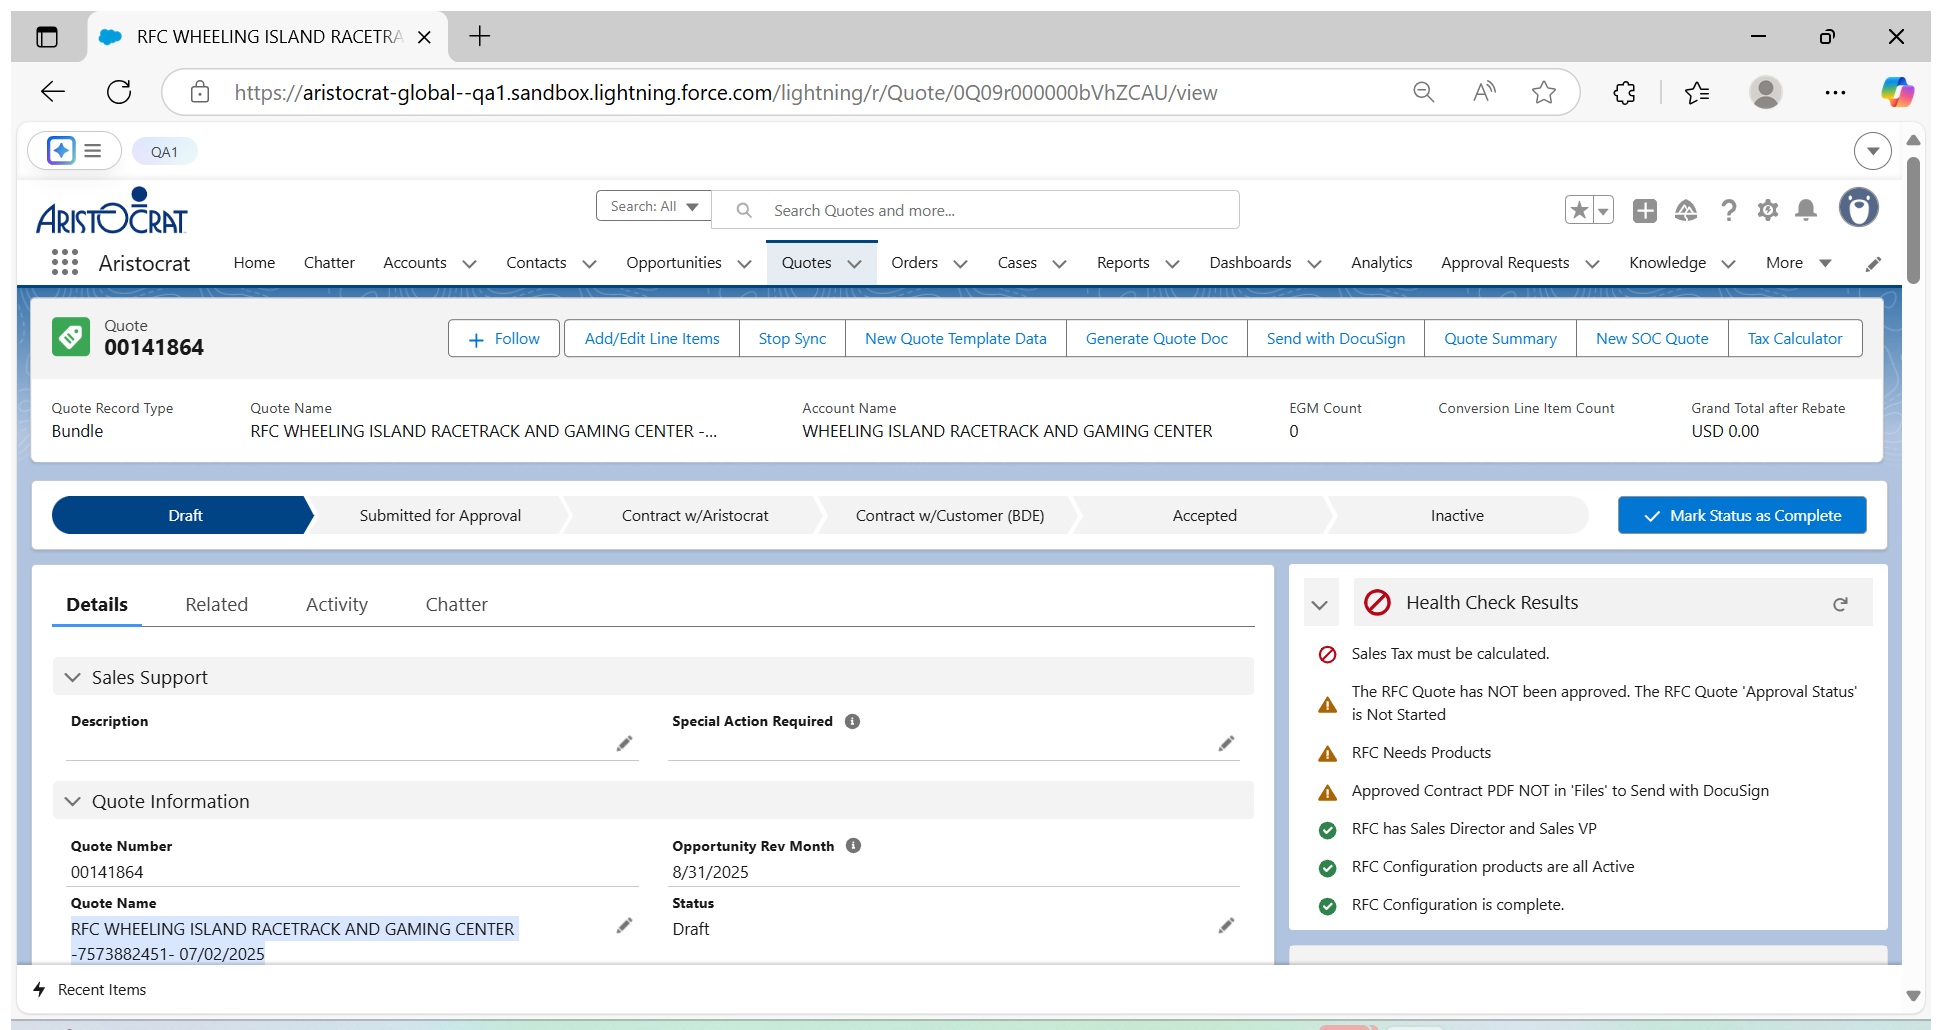 RFC WHEELING ISLAND RACETRA
https://aristocrat-global--qa1.sandbox.lightning.force.com/lightning/r/Quote/0Q09r000000bVhZCAU/view
QA1
ARISTOCRAT
Search: All
Search Quotes and more...
Aristocrat
Home
Chatter
Accounts
Contacts
Opportunities
Quotes
Orders
Cases
Reports
Dashboards
Analytics
Approval Requests
Knowledge
More
Quote
00141864
Follow
Add/Edit Line Items
Stop Sync
New Quote Template Data
Generate Quote Doc
Send with DocuSign
Quote Summary
New SOC Quote
Tax Calculator
Quote Record Type
Bundle
Quote Name
RFC WHEELING ISLAND RACETRACK AND GAMING CENTER -...
Account Name
WHEELING ISLAND RACETRACK AND GAMING CENTER
EGM Count
0
Conversion Line Item Count
Grand Total after Rebate
USD 0.00
Draft
Submitted for Approval
Contract w/Aristocrat
Contract w/Customer (BDE)
Accepted
Inactive
Mark Status as Complete
Details
Related
Activity
Chatter
Sales Support
Description
Special Action Required
Quote Information
Quote Number
00141864
Opportunity Rev Month
8/31/2025
Quote Name
RFC WHEELING ISLAND RACETRACK AND GAMING CENTER
-7573882451- 07/02/2025
Status
Draft
Health Check Results
Sales Tax must be calculated.
The RFC Quote has NOT been approved. The RFC Quote 'Approval Status'
is Not Started
RFC Needs Products
Approved Contract PDF NOT in 'Files' to Send with DocuSign
RFC has Sales Director and Sales VP
RFC Configuration products are all Active
RFC Configuration is complete.
Recent Items